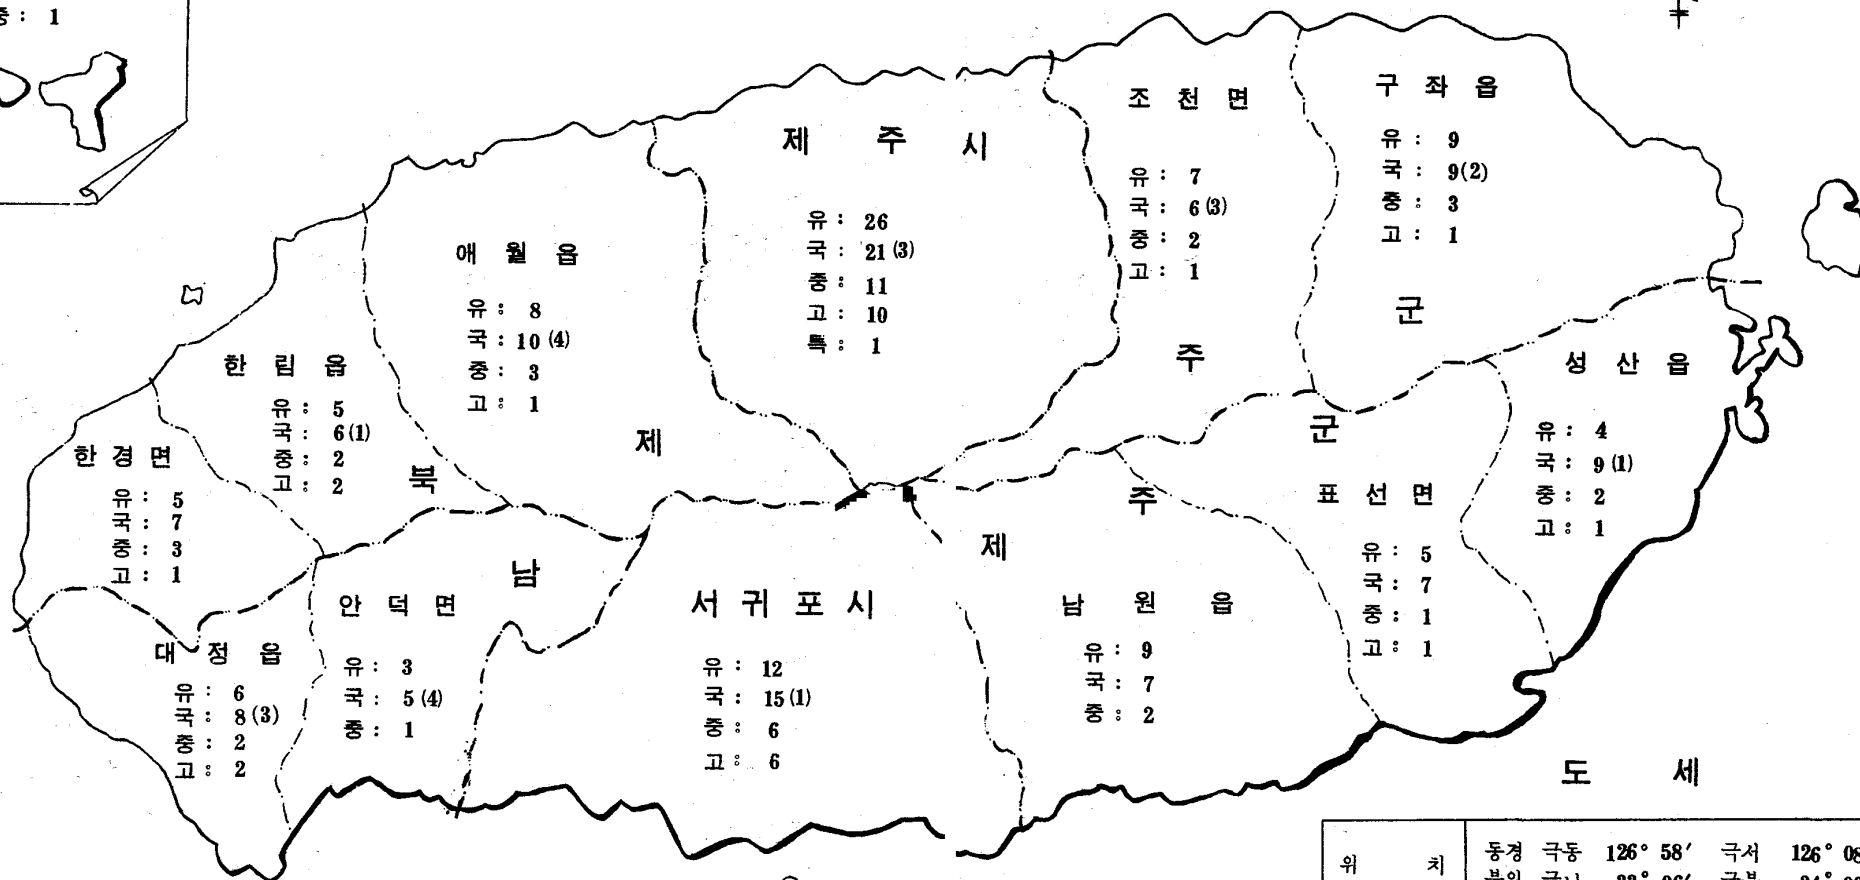 중: 1
조 천 면
유: 7
국: 6(3)
중: 2
고: 1
구 좌 읍
유: 9
국: 9(2)
중: 3
고: 1
제 주 시
유: 26
국: 21(3)
중: 11
고: 10
특: 1
애 월 읍
유: 8
국: 10(4)
중: 3
고: 1
한 림 읍
유: 5
국: 6(1)
중: 2
고: 2
한 경 면
유: 5
국: 7
중: 3
고: 1
북 제 주 군
성 산 읍
유: 4
국: 9(1)
중: 2
고: 1
표 선 면
유: 5
국: 7
중: 1
고: 1
남 제 주 군
대 정 읍
유: 6
국: 8(3)
중: 2
고: 2
안 덕 면
유: 3
국: 5(4)
중: 1
서 귀 포 시
유: 12
국: 15(1)
중: 6
고: 6
남 원 읍
유: 9
국: 7
중: 2
도 세
위 치
동경 극동 126° 58′ 극서 126° 08